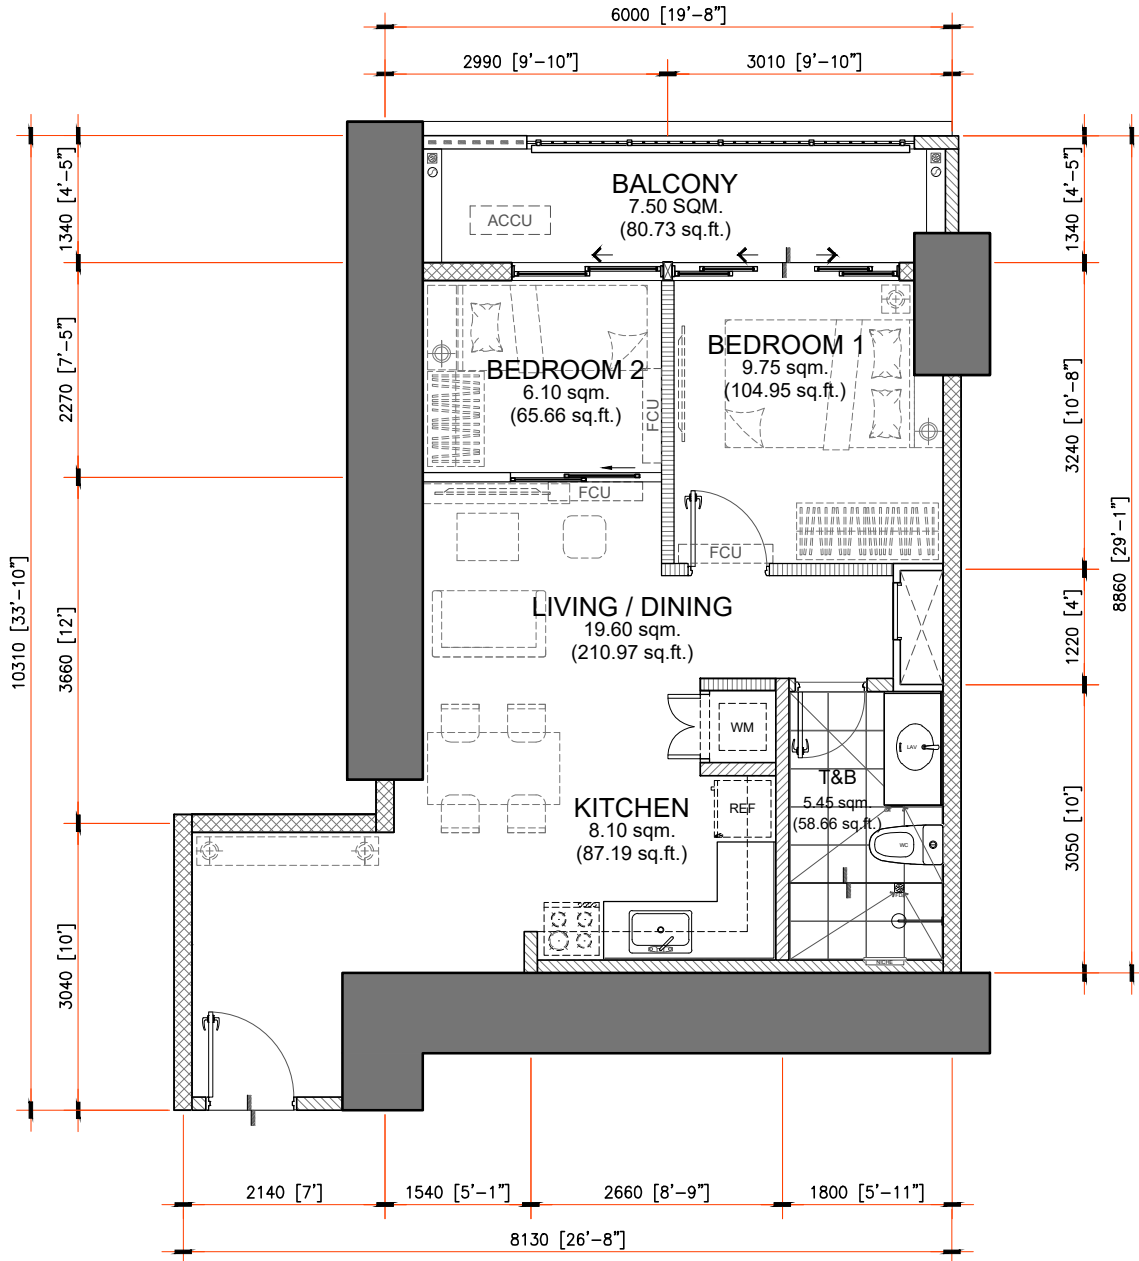 6000 [19'-8"]
2990 [9'-10"]
3010 [9'-10"]
1340 [4'-5"]
2270 [7'-5"]
3660 [12']
3040 [10']
10310 [33'-10"]
1340 [4'-5"]
3240 [10'-8"]
1220 [4']
3050 [10']
8860 [29'-1"]
BALCONY
7.50 SQM.
(80.73 sq.ft.)
ACCU
BEDROOM 2
6.10 sqm.
(65.66 sq.ft.)
FCU
FCU
BEDROOM 1
9.75 sqm.
(104.95 sq.ft.)
FCU
LIVING / DINING
19.60 sqm.
(210.97 sq.ft.)
WM
LAV
T&B
5.45 sqm.
(58.66 sq.ft.)
WC
KITCHEN
8.10 sqm.
(87.19 sq.ft.)
REF
NICHE
2140 [7']
1540 [5'-1"]
2660 [8'-9"]
1800 [5'-11"]
8130 [26'-8"]